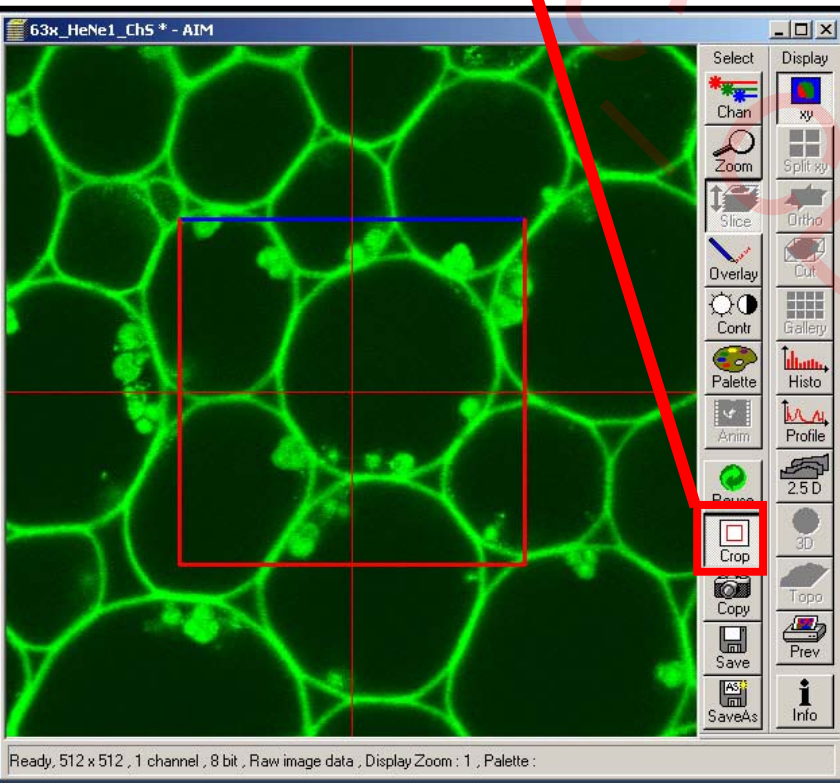 63x_HeNe1_ChS * - AIM
Select
Display
Chan
xy
Zoom
Split xy
Slice
Ortho
Overlay
Cut
Contr
Gallery
Palette
Histo
Anim
Profile
Reuse
2.5 D
Crop
3D
Copy
Topo
Save
Prev
AS
SaveAs
i
Info
Ready, 512 x 512 , 1 channel , 8 bit , Raw image data , Display Zoom : 1 , Palette :